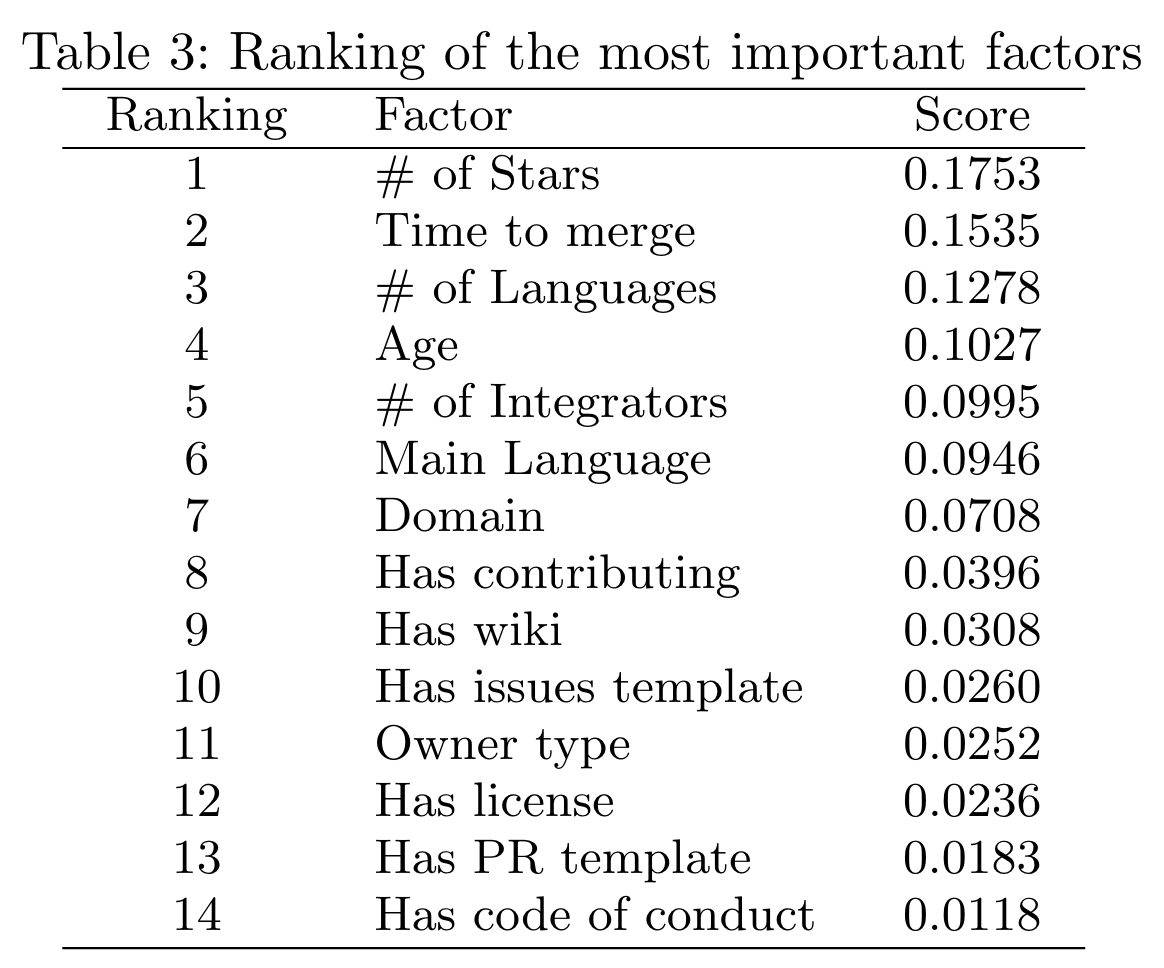 Table 3: Ranking of the most important factors
Ranking Factor Score
1 # of Stars 0.1753
2 Time to merge 0.1535
3 # of Languages 0.1278
4 Age 0.1027
5 # of Integrators 0.0995
6 Main Language 0.0946
7 Domain 0.0708
8 Has contributing 0.0396
9 Has wiki 0.0308
10 Has issues template 0.0260
11 Owner type 0.0252
12 Has license 0.0236
13 Has PR template 0.0183
14 Has code of conduct 0.0118